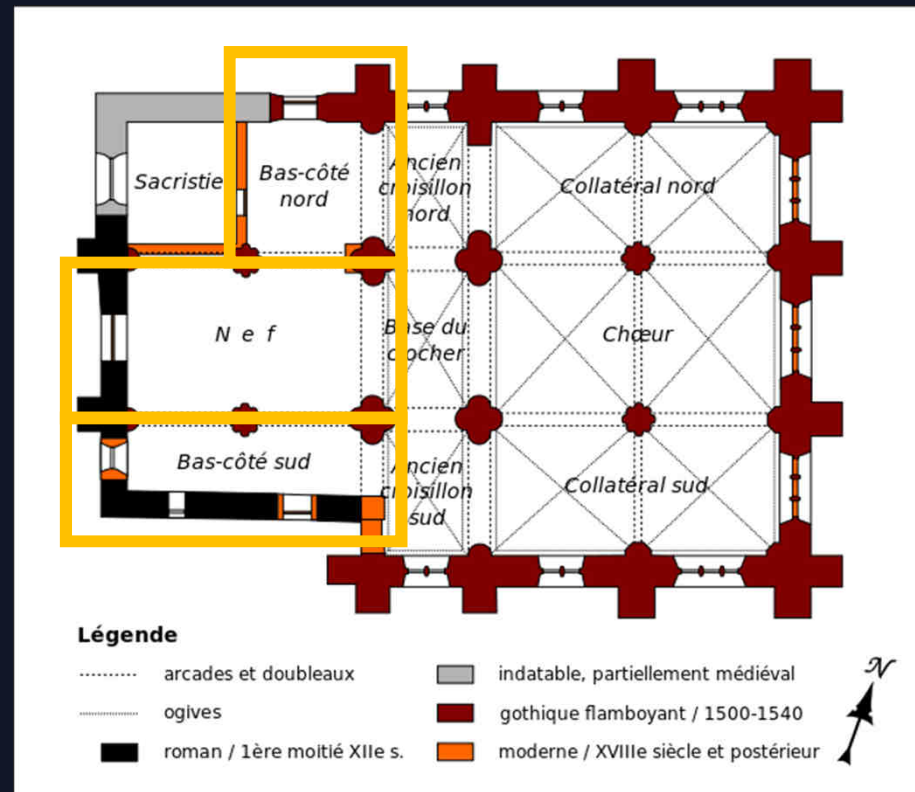 Sacristie
Bas-côté
nord
Ancien
croisillon
nord
Collatéral nord
N e f
Base du
clocher
Chœur
Bas-côté sud
Ancien
croisillon
sud
Collatéral sud
Légende
arcades et doubleaux
ogives
roman / 1ère moitié XIIe s.
indatable, partiellement médiéval
gothique flamboyant / 1500-1540
moderne / XVIIIe siècle et postérieur
N